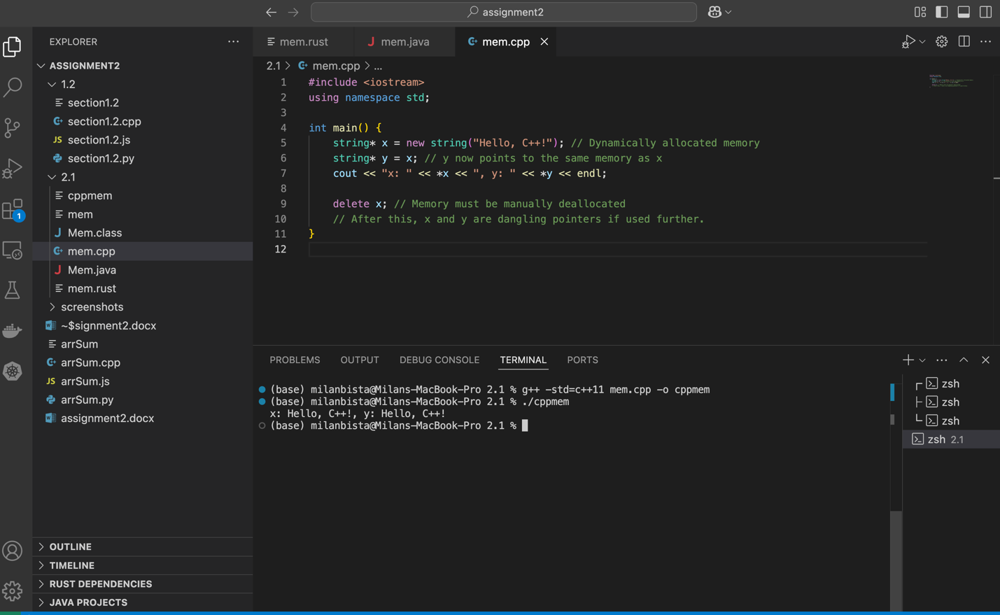 assignment2
EXPLORER
ASSIGNMENT2
1.2
section1.2
section1.2.cpp
JS section1.2.js
section1.2.py
2.1
cppmem
mem
J Mem.class
mem.cpp
J Mem.java
mem.rust
screenshots
~$signment2.docx
arrSum
arrSum.cpp
JS arrSum.js
arrSum.py
assignment2.docx
OUTLINE
TIMELINE
RUST DEPENDENCIES
JAVA PROJECTS
1
mem.rust J mem.java mem.cpp
2.1 > mem.cpp > ...
1 #include <iostream>
2 using namespace std;
3
4 int main() {
5 string* x = new string("Hello, C++!"); // Dynamically allocated memory
6 string* y = x; // y now points to the same memory as x
7 cout << "x: " << *x << ", y: " << *y << endl;
8
9 delete x; // Memory must be manually deallocated
10 // After this, x and y are dangling pointers if used further.
11 }
12
PROBLEMS OUTPUT DEBUG CONSOLE TERMINAL PORTS
(base) milanbista@Milans-MacBook-Pro 2.1 % g++ -std=c++11 mem.cpp -o cppmem
(base) milanbista@Milans-MacBook-Pro 2.1 % ./cppmem
x: Hello, C++!, y: Hello, C++!
(base) milanbista@Milans-MacBook-Pro 2.1 %
zsh
zsh
zsh
zsh 2.1